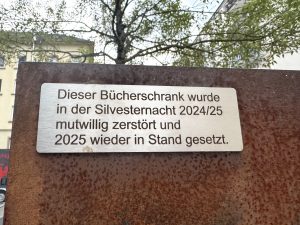 Dieser Bücherschrank wurde
in der Silvesternacht 2024/25
mutwillig zerstört und
2025 wieder in Stand gesetzt.